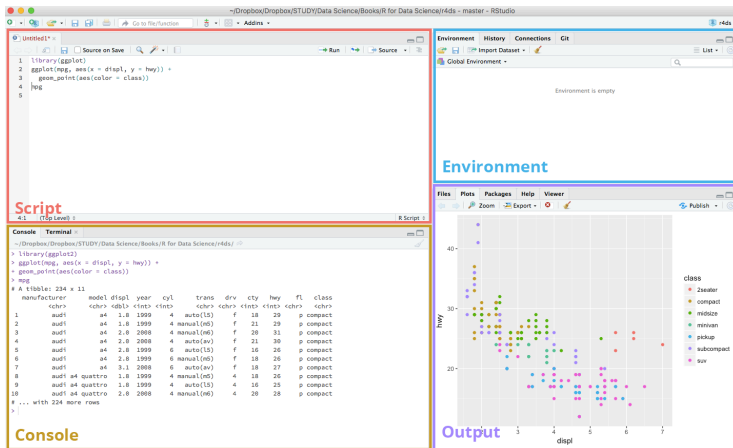 ~/Dropbox/Dropbox/STUDY/Data Science/Books/R for Data Science/r4ds - master - RStudio
Go to file/function
Addins
r4ds
Untitled1*
Source on Save
Run
Source
1 library(ggplot)
2 ggplot(mpg, aes(x = displ, y = hwy)) +
3 geom_point(aes(color = class))
4 mpg
5
Script
4:1 (Top Level) R Script
Console Terminal
~/Dropbox/Dropbox/STUDY/Data Science/Books/R for Data Science/r4ds/
> library(ggplot2)
> ggplot(mpg, aes(x = displ, y = hwy)) +
+ geom_point(aes(color = class))
> mpg
# A tibble: 234 x 11
manufacturer model displ year cyl trans drv cty hwy fl class
<chr> <chr> <dbl> <int> <int> <chr> <chr> <int> <int> <chr> <chr>
1 audi a4 1.8 1999 4 auto(l5) f 18 29 p compact
2 audi a4 1.8 1999 4 manual(m5) f 21 29 p compact
3 audi a4 2.0 2008 4 manual(m6) f 20 31 p compact
4 audi a4 2.0 2008 4 auto(av) f 21 30 p compact
5 audi a4 2.8 1999 6 auto(l5) f 16 26 p compact
6 audi a4 2.8 1999 6 manual(m5) f 18 26 p compact
7 audi a4 3.1 2008 6 auto(av) f 18 27 p compact
8 audi a4 quattro 1.8 1999 4 manual(m5) 4 18 26 p compact
9 audi a4 quattro 1.8 1999 4 auto(l5) 4 16 25 p compact
10 audi a4 quattro 2.0 2008 4 manual(m6) 4 20 28 p compact
# ... with 224 more rows
>
Console
Environment History Connections Git
Import Dataset
List
Global Environment
Environment is empty
Environment
Files Plots Packages Help Viewer
Zoom Export Publish
40
30
20
hwy
2 3 4 5 6 7
displ
class
2seater
compact
midsize
minivan
pickup
subcompact
suv
Output